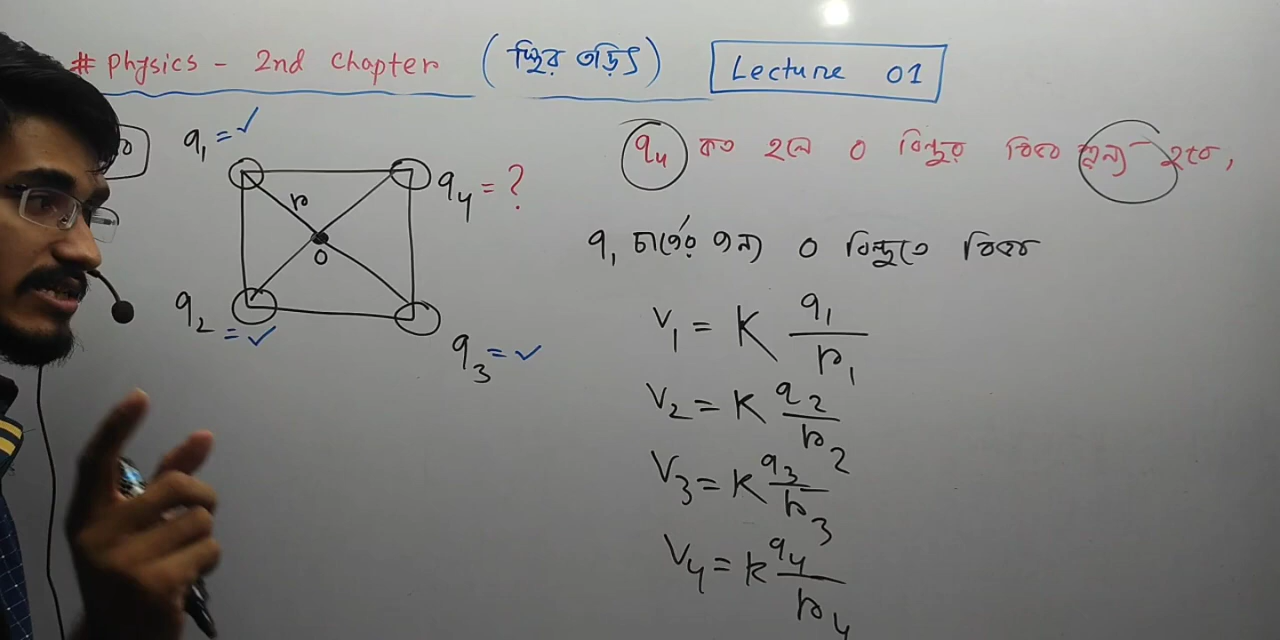 # Physics - 2nd Chapter (স্থির তড়িৎ) Lecture 01
q₁ = ✓
q₄ কত হলে O বিন্দুর বিভব শূন্য হবে,
r
q₄ = ?
O
q₁ চার্জের জন্য O বিন্দুতে বিভব
q₂ = ✓
q₃ = ✓
V₁ = K q₁/r₁
V₂ = K q₂/r₂
V₃ = K q₃/r₃
V₄ = K q₄/r₄